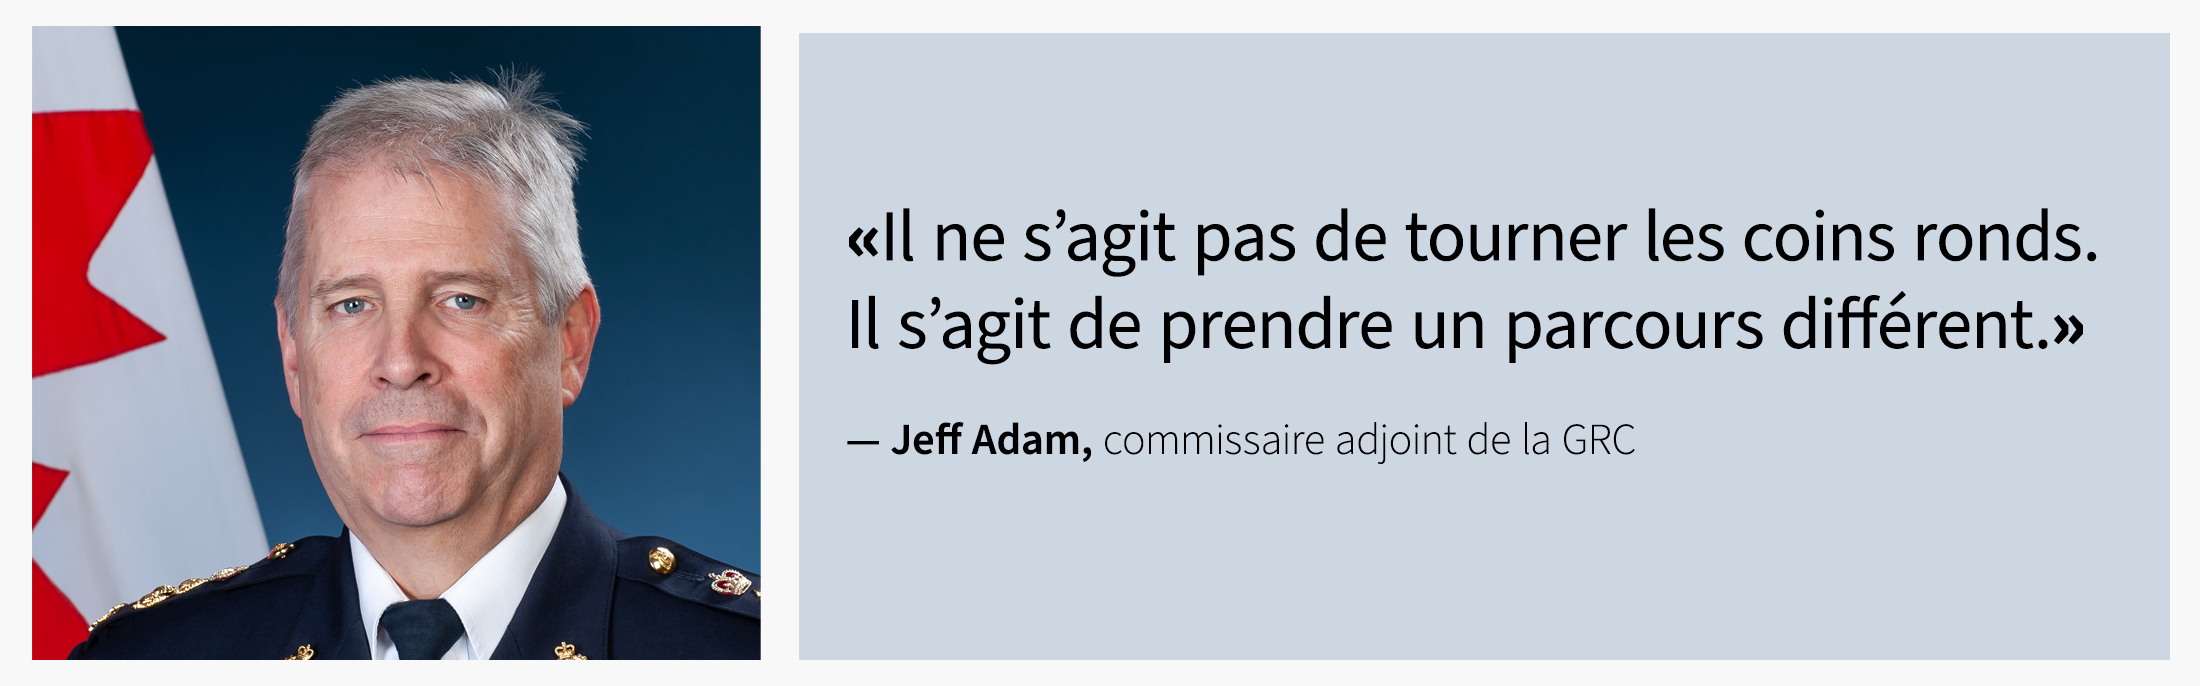 «Il ne s’agit pas de tourner les coins ronds.
Il s’agit de prendre un parcours différent.»
— Jeff Adam, commissaire adjoint de la GRC